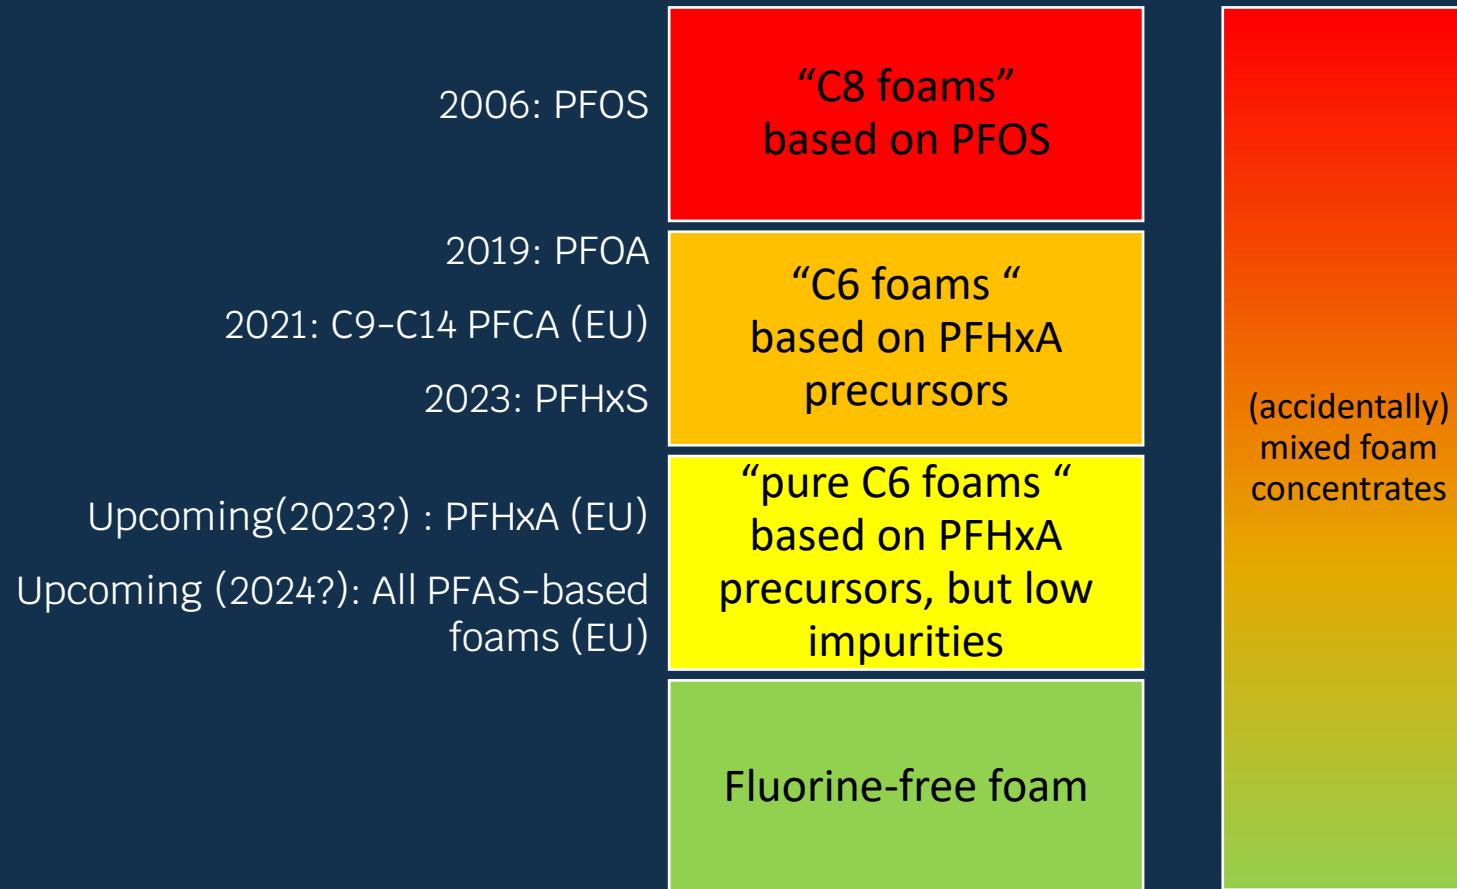 2006: PFOS
“C8 foams”
based on PFOS
2019: PFOA
2021: C9-C14 PFCA (EU)
2023: PFHxS
“C6 foams “
based on PFHxA
precursors
Upcoming(2023?) : PFHxA (EU)
Upcoming (2024?): All PFAS-based
foams (EU)
“pure C6 foams “
based on PFHxA
precursors, but low
impurities
Fluorine-free foam
(accidentally)
mixed foam
concentrates